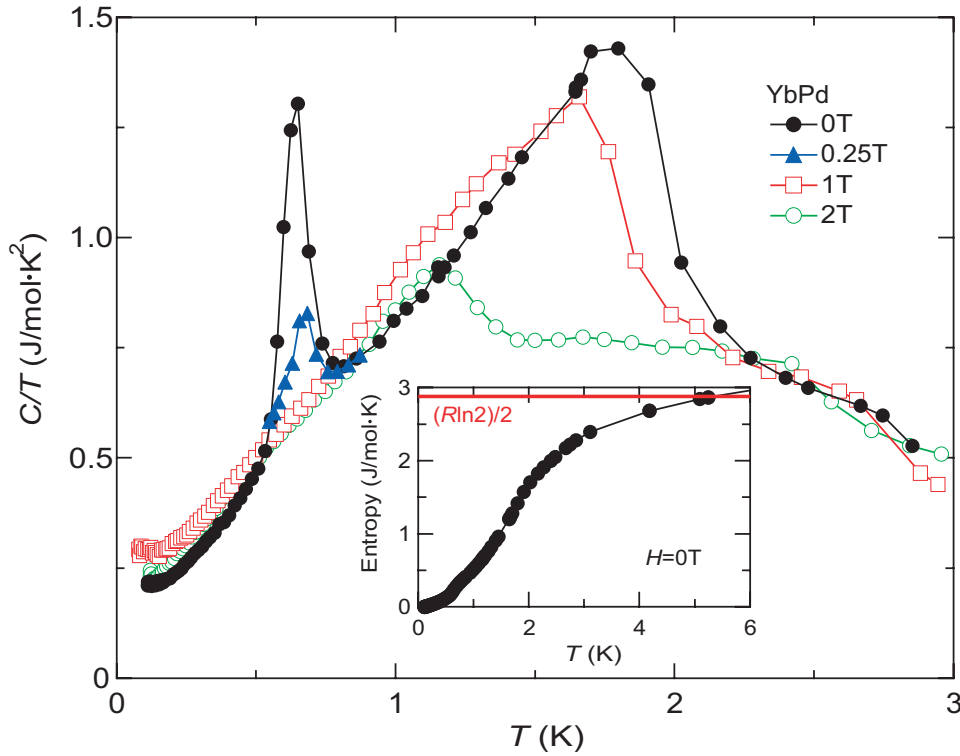 1.5
1.0
0.5
0
C/T (J/mol·K²)
0
1
2
3
T (K)
YbPd
0T
0.25T
1T
2T
3
2
1
0
Entropy (J/mol·K)
(Rln2)/2
H=0T
0
2
4
6
T (K)